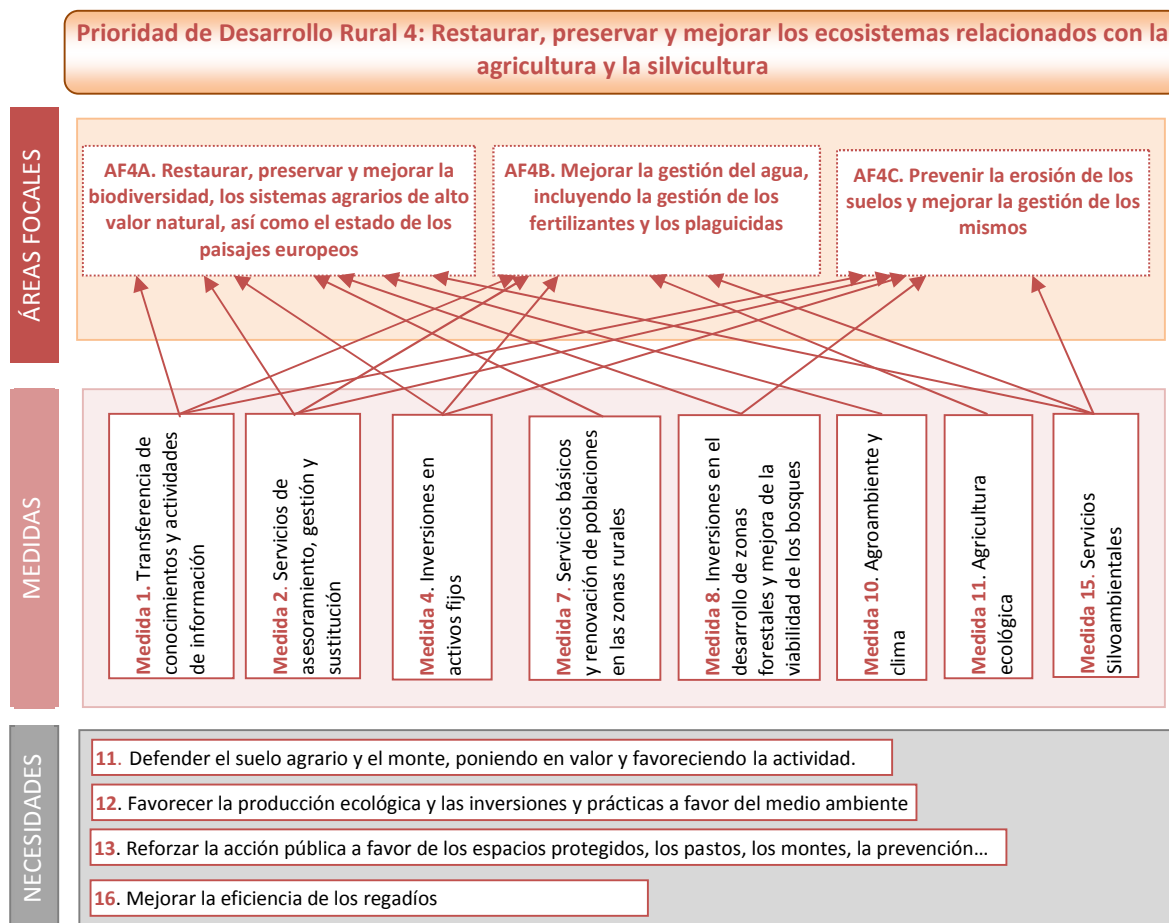 Prioridad de Desarrollo Rural 4: Restaurar, preservar y mejorar los ecosistemas relacionados con la
agricultura y la silvicultura
ÁREAS FOCALES
AF4A. Restaurar, preservar y mejorar la
biodiversidad, los sistemas agrarios de alto
valor natural, así como el estado de los
paisajes europeos
AF4B. Mejorar la gestión del agua,
incluyendo la gestión de los
fertilizantes y los plaguicidas
AF4C. Prevenir la erosión de los
suelos y mejorar la gestión de los
mismos
MEDIDAS
Medida 1. Transferencia de
conocimientos y actividades
de información
Medida 2. Servicios de
asesoramiento, gestión y
sustitución
Medida 4. Inversiones en
activos fijos
Medida 7. Servicios básicos
y renovación de poblaciones
en las zonas rurales
Medida 8. Inversiones en el
desarrollo de zonas
forestales y mejora de la
viabilidad de los bosques
Medida 10. Agroambiente y
clima
Medida 11. Agricultura
ecológica
Medida 15. Servicios
Silvoambientales
NECESIDADES
11. Defender el suelo agrario y el monte, poniendo en valor y favoreciendo la actividad.
12. Favorecer la producción ecológica y las inversiones y prácticas a favor del medio ambiente
13. Reforzar la acción pública a favor de los espacios protegidos, los pastos, los montes, la prevención…
16. Mejorar la eficiencia de los regadíos